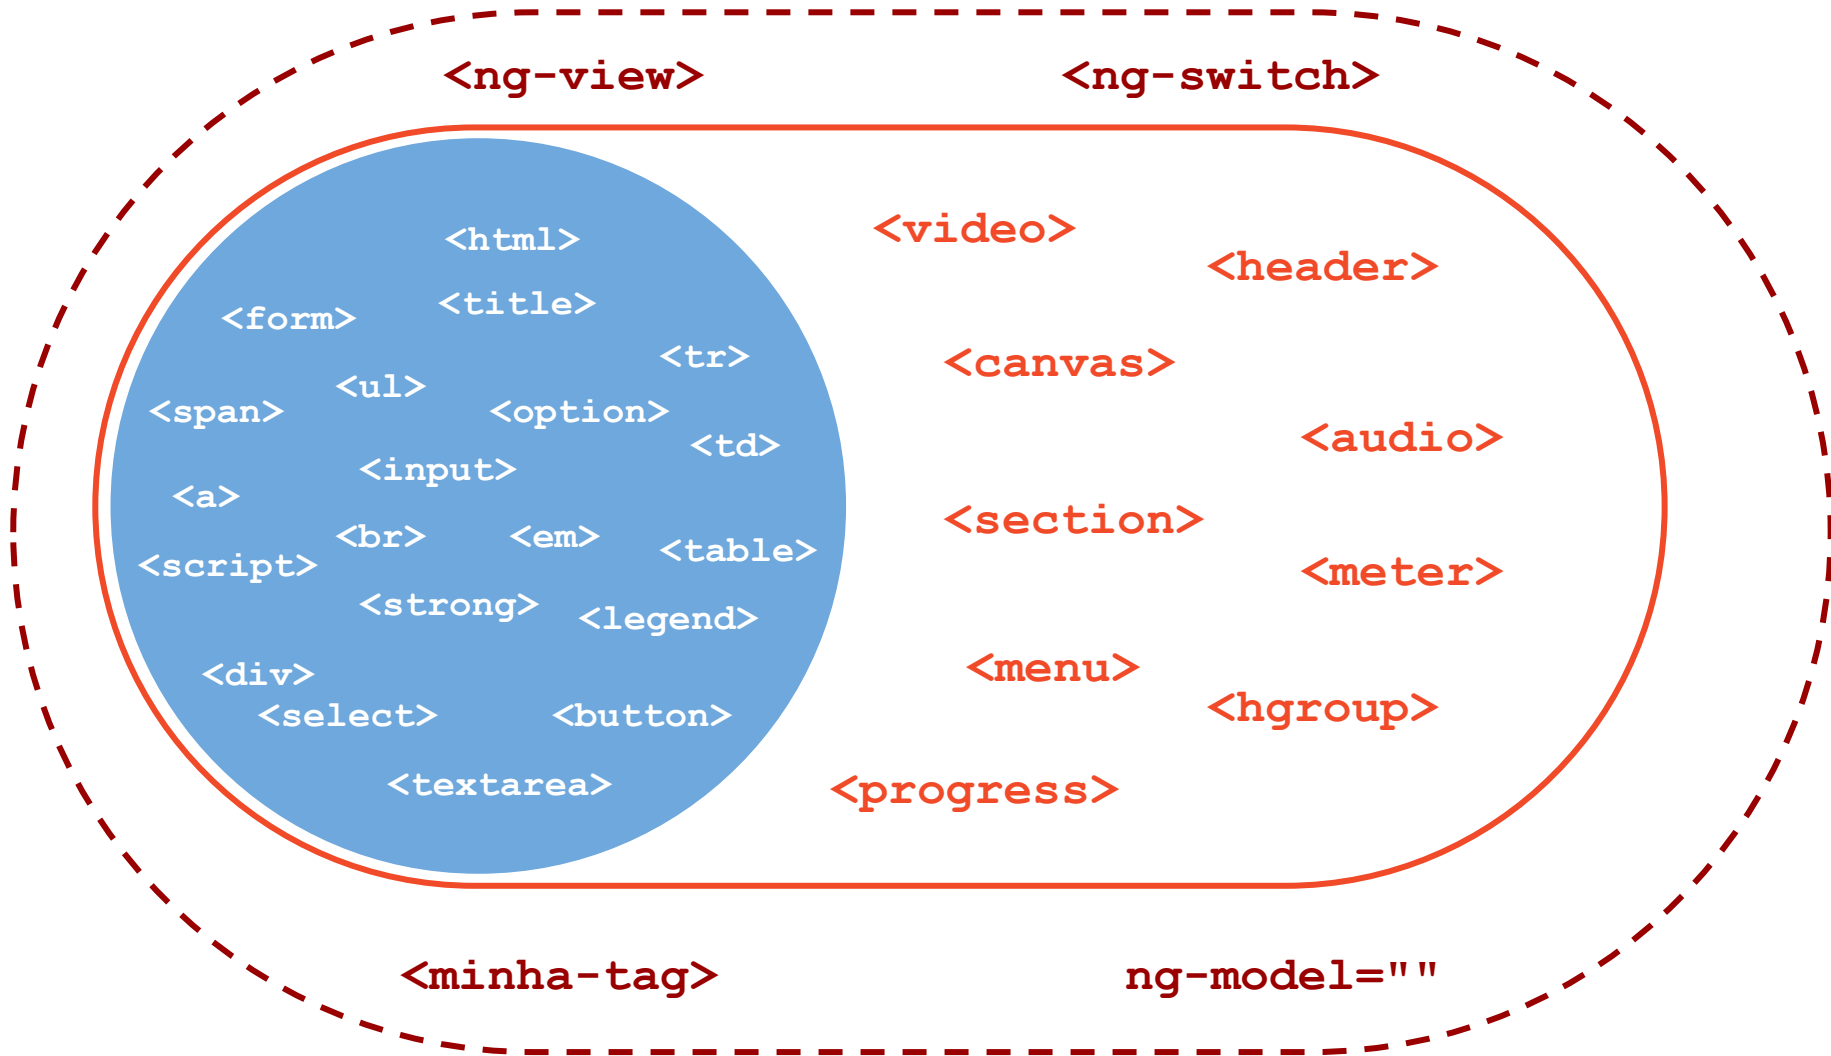 <ng-view>
<ng-switch>
<html>
<title>
<form>
<tr>
<ul>
<span>
<option>
<td>
<input>
<a>
<br>
<em>
<table>
<script>
<strong>
<legend>
<div>
<select>
<button>
<textarea>
<video>
<header>
<canvas>
<audio>
<section>
<meter>
<menu>
<hgroup>
<progress>
<minha-tag>
ng-model=""